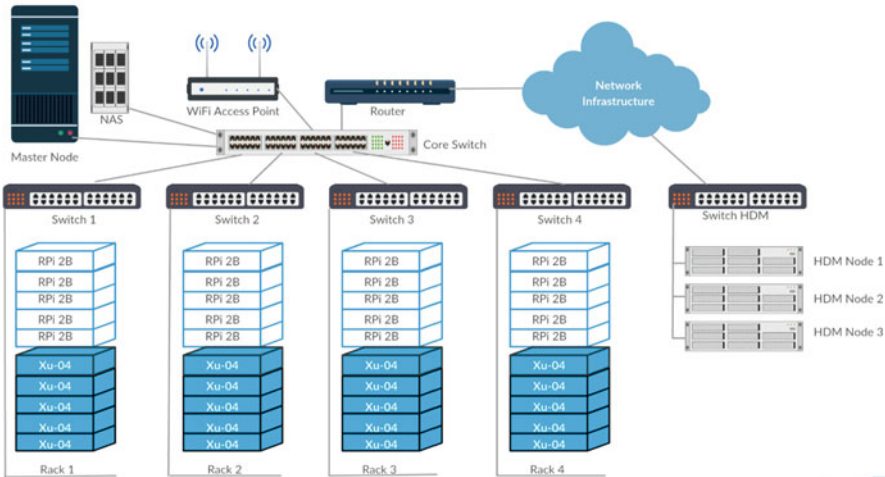 Network
Infrastructure
NAS
WiFi Access Point
Router
Master Node
Core Switch
Switch 1
Switch 2
Switch 3
Switch 4
Switch HDM
RPi 2B
RPi 2B
RPi 2B
RPi 2B
RPi 2B
Xu-04
Xu-04
Xu-04
Xu-04
Xu-04
Rack 1
RPi 2B
RPi 2B
RPi 2B
RPi 2B
RPi 2B
Xu-04
Xu-04
Xu-04
Xu-04
Xu-04
Rack 2
RPi 2B
RPi 2B
RPi 2B
RPi 2B
RPi 2B
Xu-04
Xu-04
Xu-04
Xu-04
Xu-04
Rack 3
RPi 2B
RPi 2B
RPi 2B
RPi 2B
RPi 2B
Xu-04
Xu-04
Xu-04
Xu-04
Xu-04
Rack 4
HDM Node 1
HDM Node 2
HDM Node 3